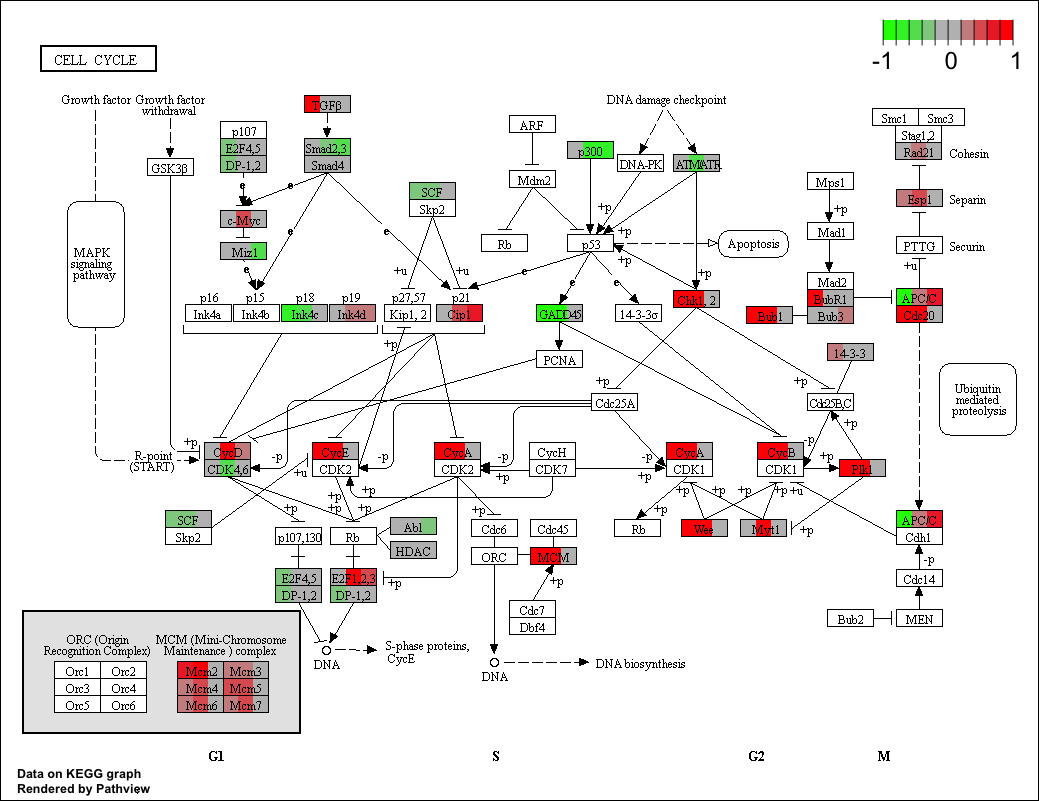 CELL CYCLE
-1 0 1
Growth factor
Growth factor
withdrawal
TGFβ
DNA damage checkpoint
p107
E2F4,5
DP-1,2
Smad2,3
Smad4
ARF
p300
DNA-PK
ATM/ATR
Smc1 Smc3
Stag1,2
Rad21
Cohesin
GSK3β
Mdm2
Mps1
e
e
SCF
Skp2
+p
+p
Esp1
Separin
c-Myc
e
e
+p
Mad1
MAPK
signaling
pathway
Miz1
Rb
p53
+p
Apoptosis
PTTG
Securin
+u
+u
e
e
e
+p
Mad2
+u
p16
Ink4a
p15
Ink4b
p18
Ink4c
p19
Ink4d
p27,57
Kip1, 2
p21
Cip1
GADD45
14-3-3σ
Chk1, 2
Bub1
BubR1
Bub3
APC/C
Cdc20
+p
PCNA
14-3-3
+p
+p
Cdc25A
Cdc25B,C
Ubiquitin
mediated
proteolysis
+p
+p
R-point
(START)
CycD
CDK4,6
-p
CycE
CDK2
-p
CycA
CDK2
-p
+p
CycH
CDK7
-p
+p
CycA
CDK1
CycB
CDK1
-p
+p
Plk1
+u
+u
+p
+p
+p
+p
+p
+p
+p
+p
SCF
Skp2
p107,130
Rb
Abl
HDAC
Cdc6
Cdc45
Rb
Wee
Myt1
+p
APC/C
Cdh1
ORC
MCM
-p
E2F4,5
DP-1,2
E2F1,2,3
DP-1,2
+p
+p
Cdc14
Cdc7
Dbf4
Bub2
MEN
ORC (Origin
Recognition Complex)
MCM (Mini-Chromosome
Maintenance ) complex
DNA
S-phase proteins,
CycE
DNA
DNA biosynthesis
Orc1 Orc2 Mcm2 Mcm3
Orc3 Orc4 Mcm4 Mcm5
Orc5 Orc6 Mcm6 Mcm7
G1 S G2 M
Data on KEGG graph
Rendered by Pathview